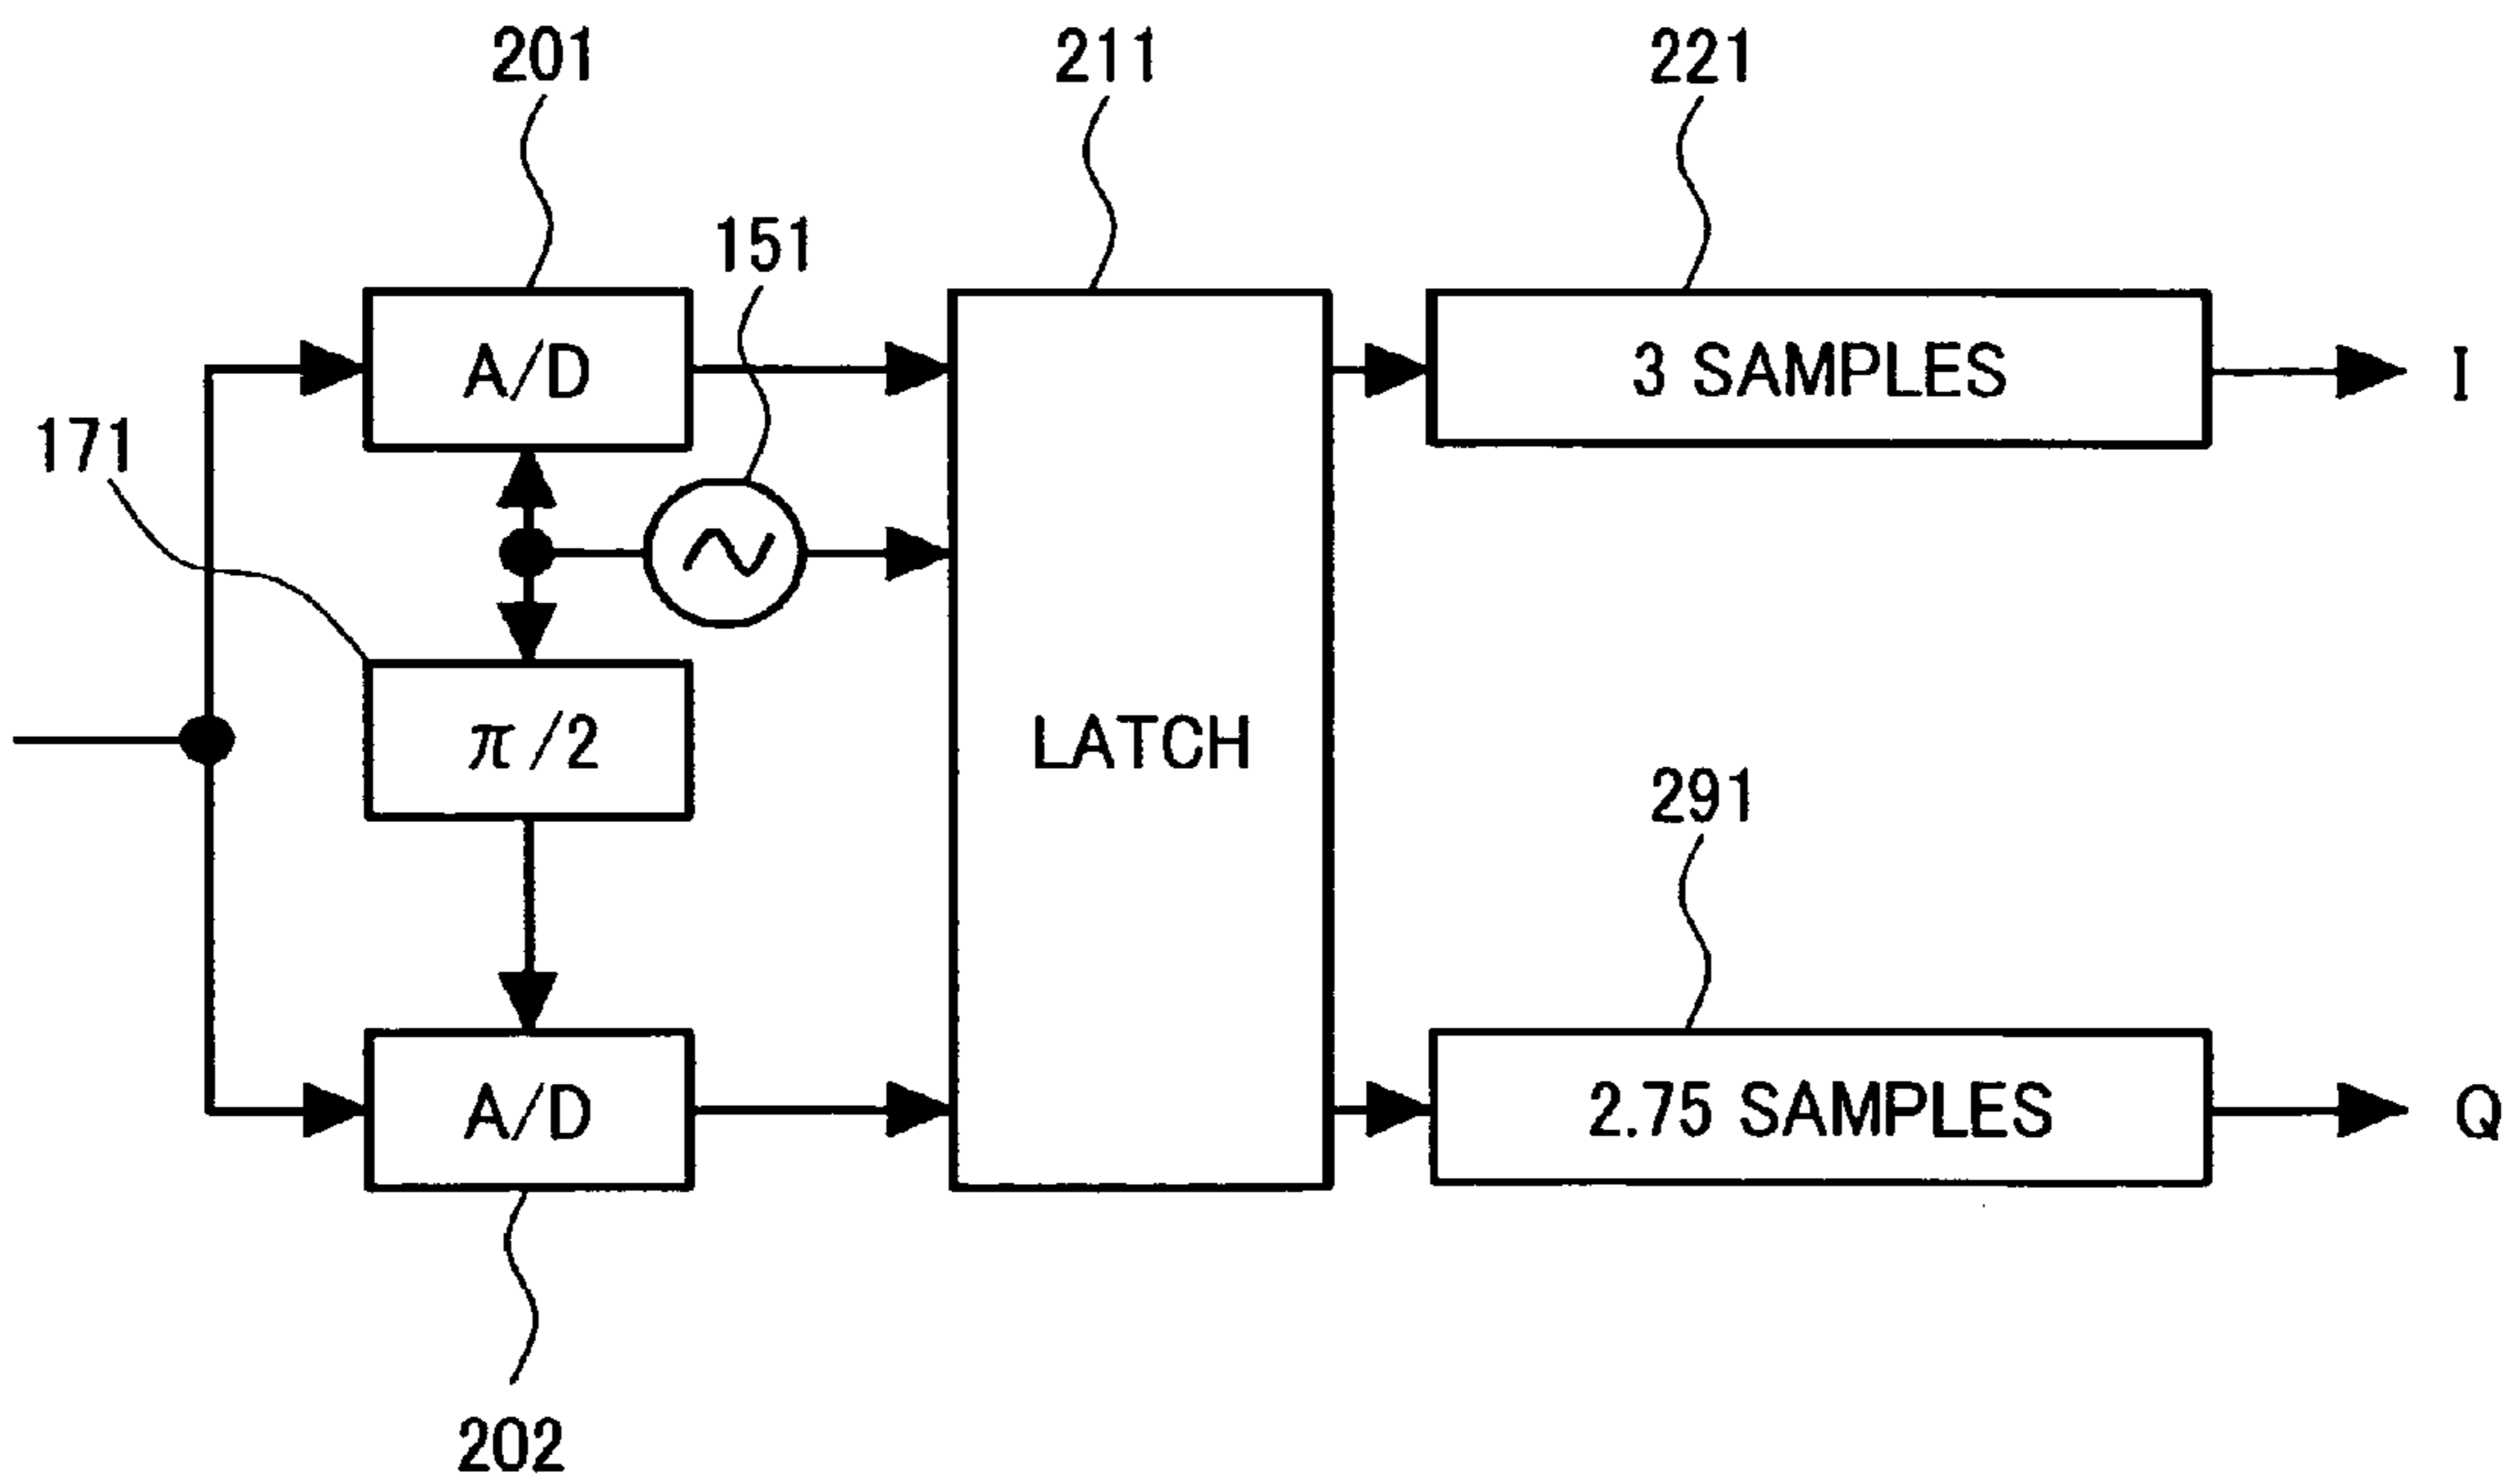 201
211
221
151
A/D
3 SAMPLES
I
171
π/2
LATCH
291
A/D
2.75 SAMPLES
Q
202